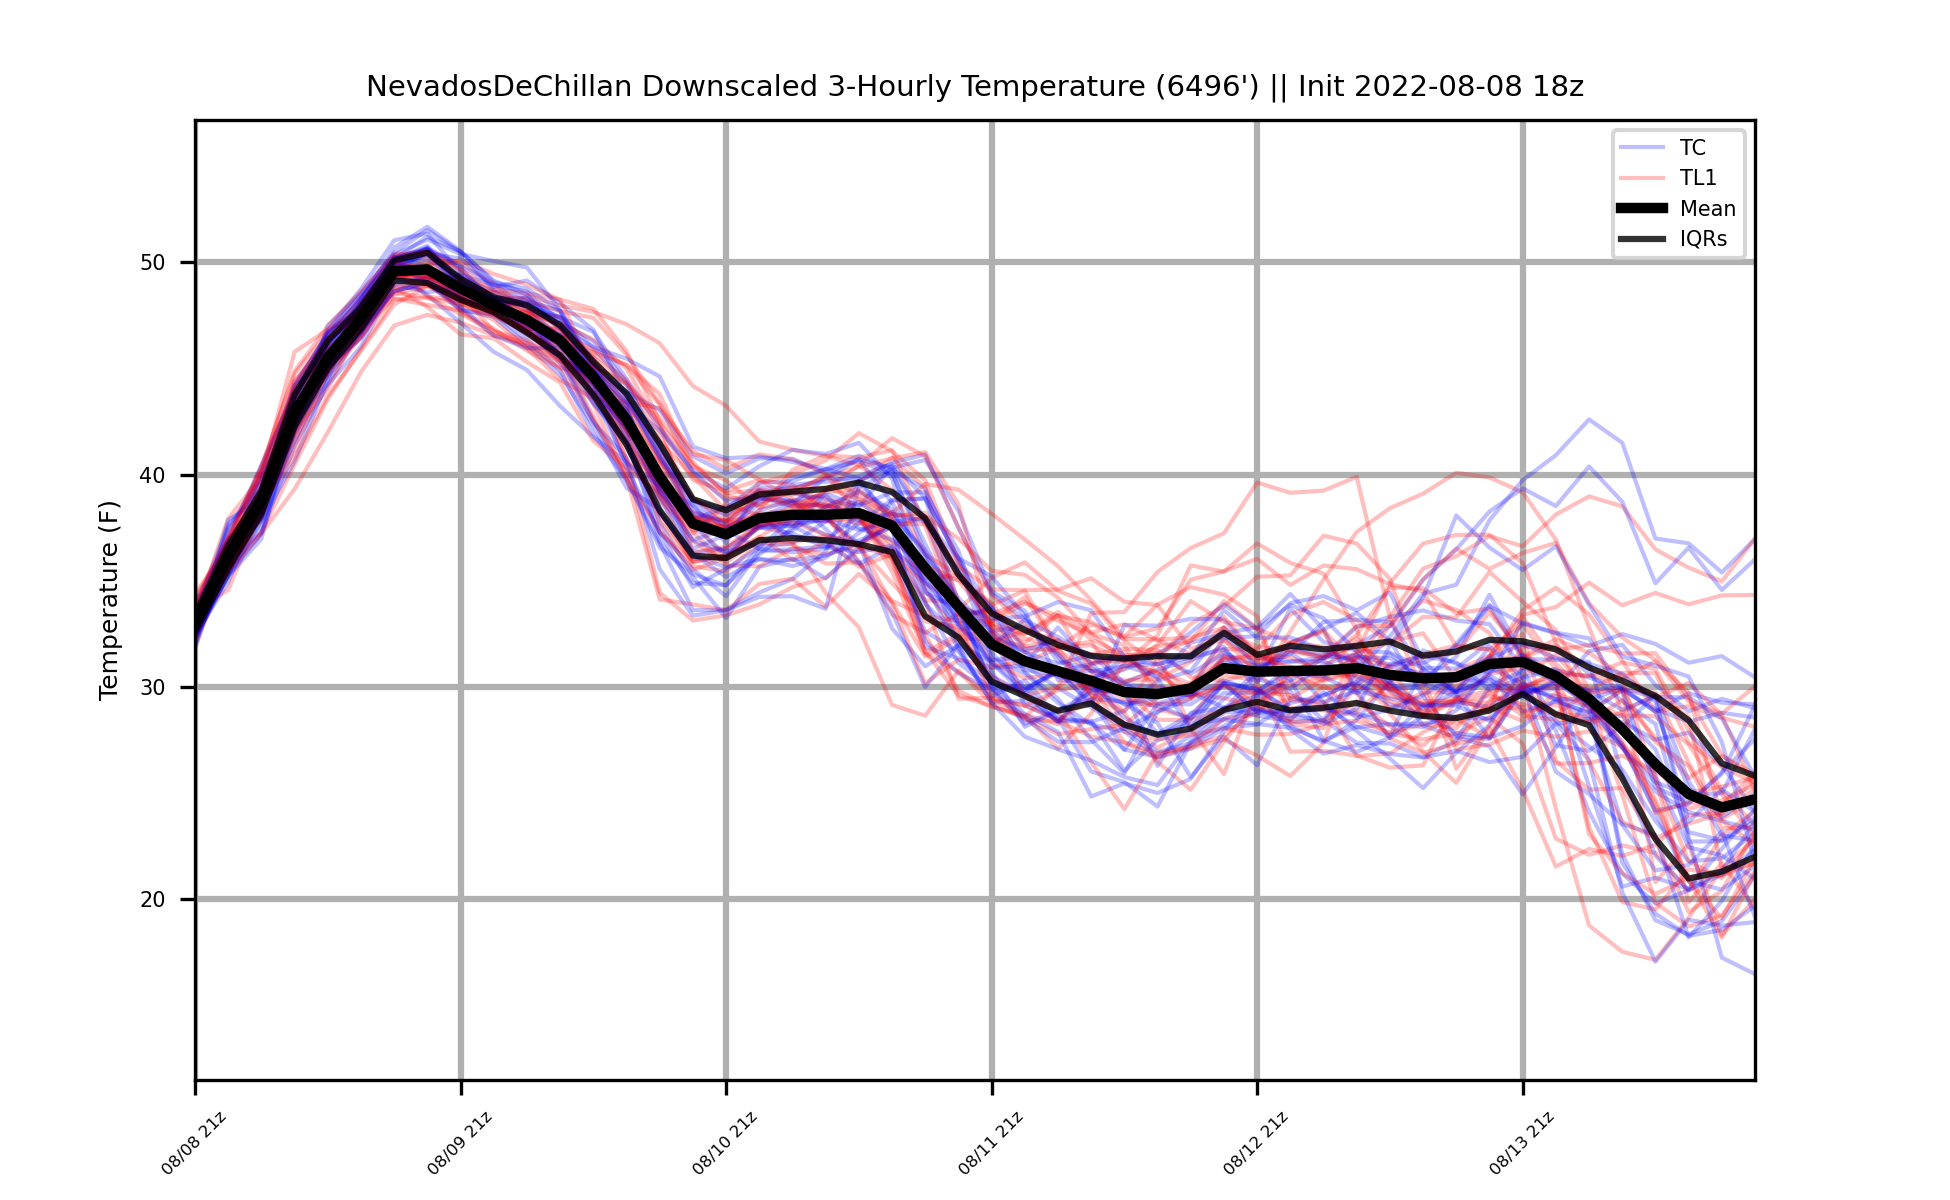 NevadosDeChillan Downscaled 3-Hourly Temperature (6496') || Init 2022-08-08 18z
TC
TL1
Mean
IQRs
Temperature (F)
50
40
30
20
08/08 21z
08/09 21z
08/10 21z
08/11 21z
08/12 21z
08/13 21z